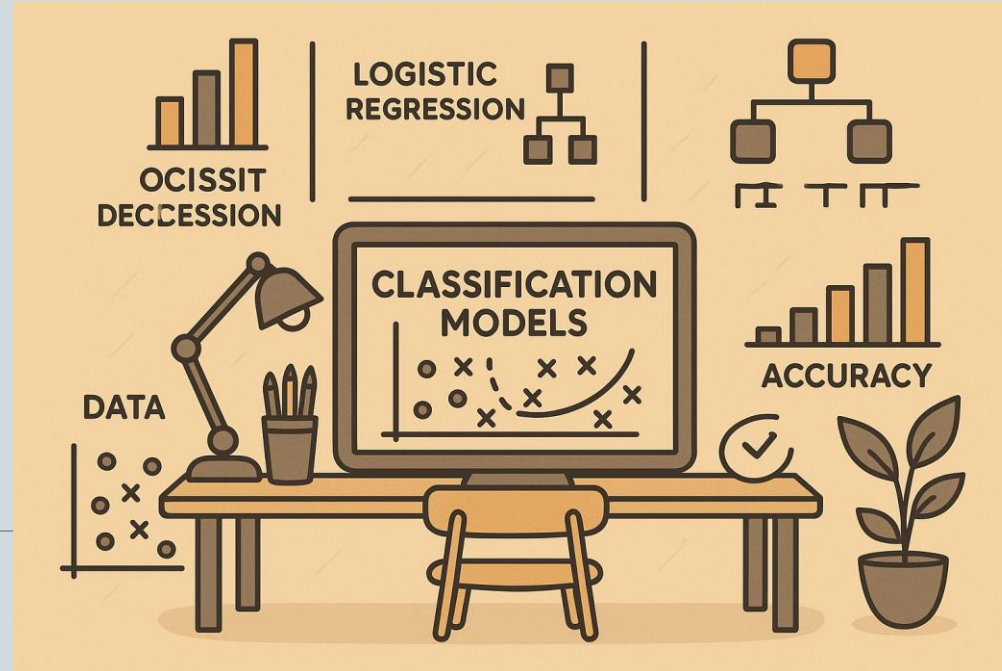 LOGISTIC
REGRESSION
OCISSIT
DECCESSION
CLASSIFICATION
MODELS
ACCURACY
DATA